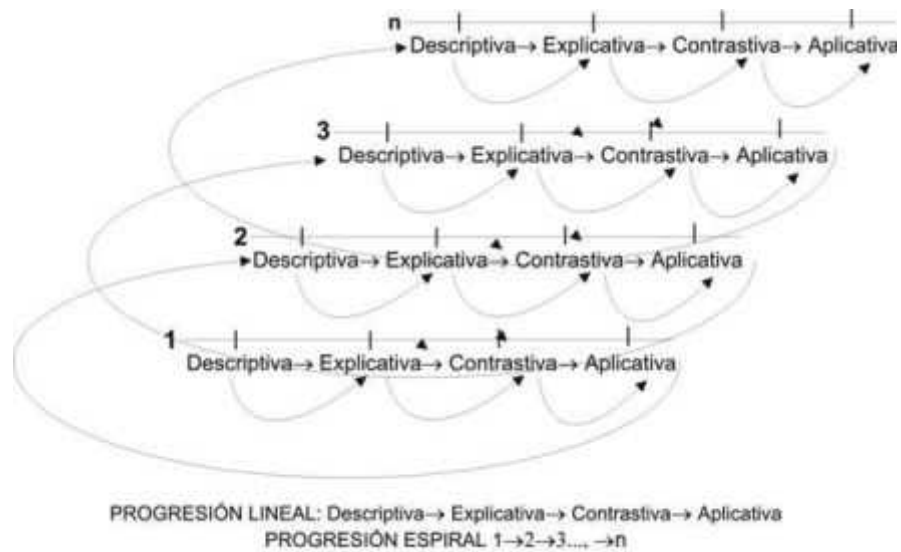 n
Descriptiva→ Explicativa→ Contrastiva→ Aplicativa
3
Descriptiva→ Explicativa→ Contrastiva→ Aplicativa
2
Descriptiva→ Explicativa→ Contrastiva→ Aplicativa
1
Descriptiva→ Explicativa→ Contrastiva→ Aplicativa
PROGRESIÓN LINEAL: Descriptiva→ Explicativa→ Contrastiva→ Aplicativa
PROGRESIÓN ESPIRAL 1→2→3..., →n